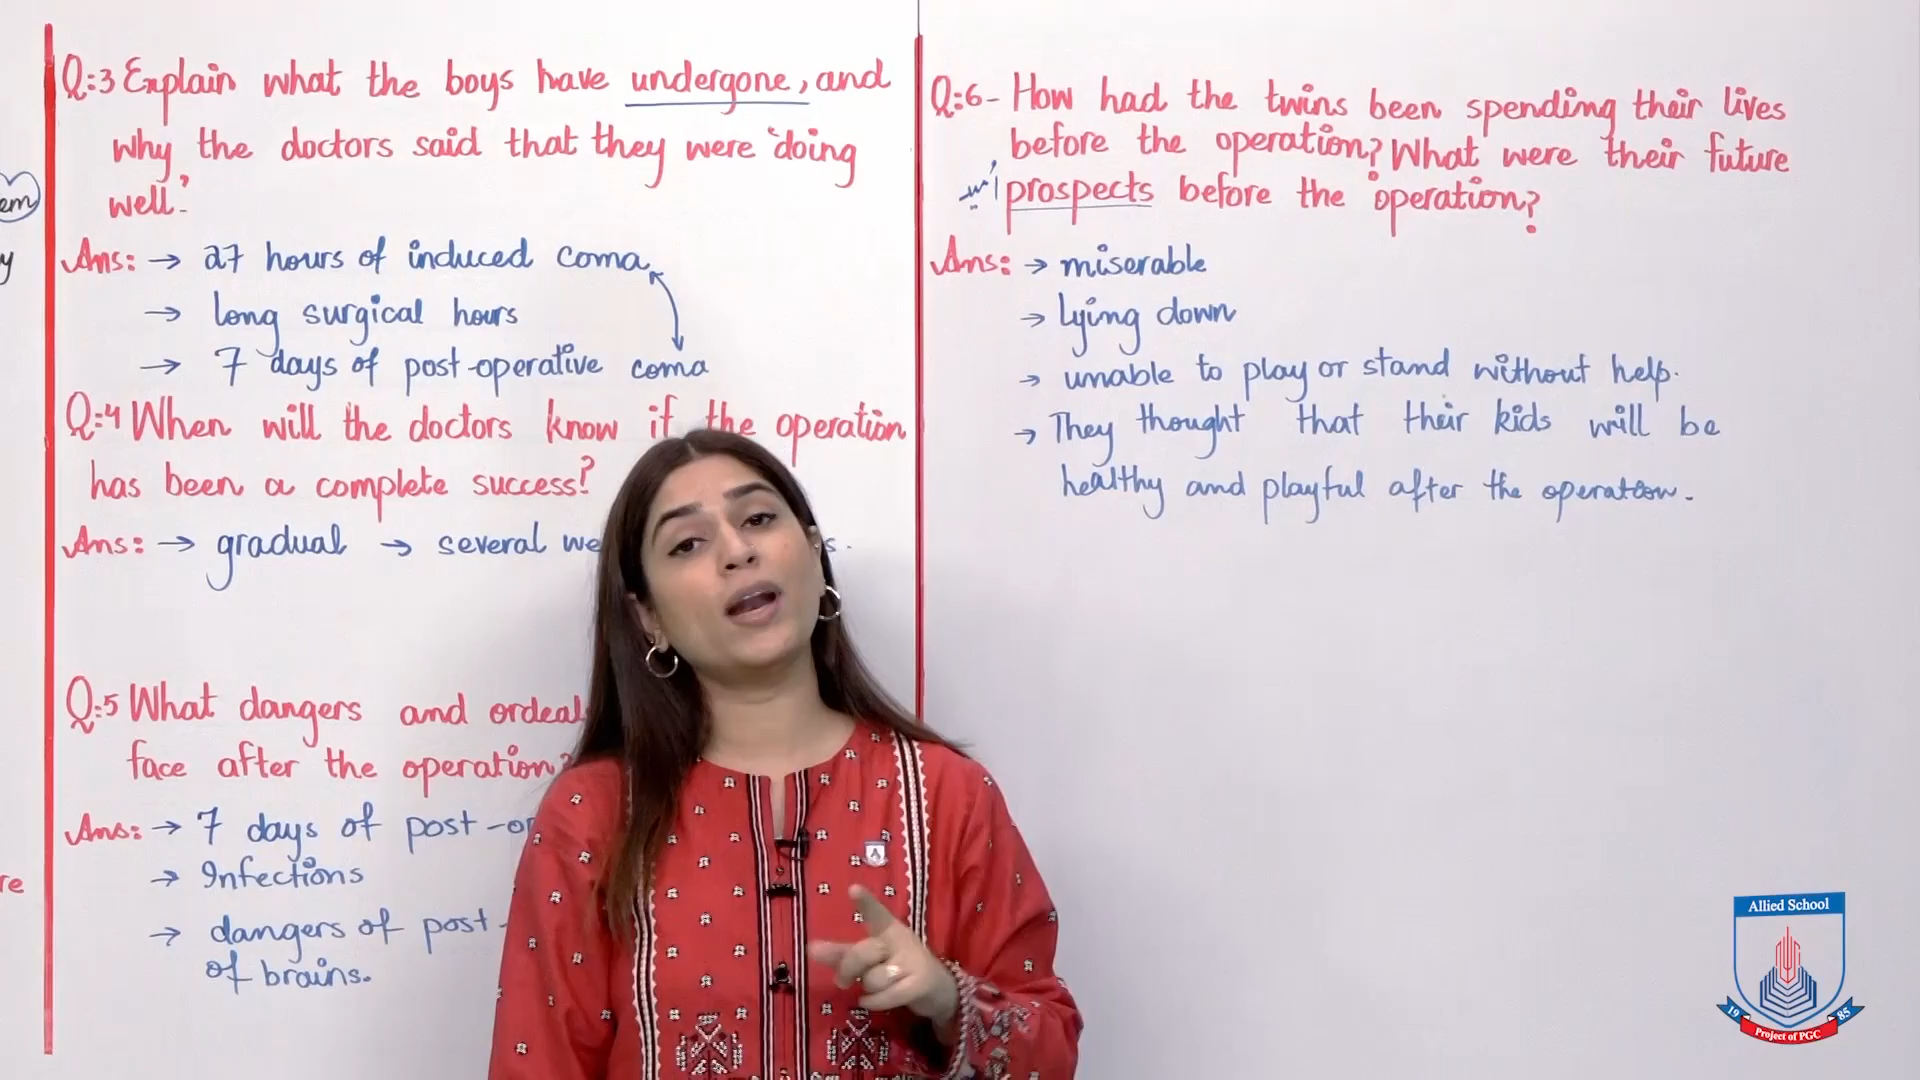 em
y
re
Q:3 Explain what the boys have undergone, and
why the doctors said that they were 'doing
well.'
Ans: → 27 hours of induced coma
→ long surgical hours
→ 7 days of post-operative coma
Q:4 When will the doctors know if the operation
has been a complete success?
Ans: → gradual → several we s.
Q:5 What dangers and ordeal
face after the operation?
Ans: → 7 days of post-o
→ Infections
→ dangers of post-
of brains.
Q:6- How had the twins been spending their lives
before the operation? What were their future
اُمید prospects before the operation?
Ans: → miserable
→ lying down
→ unable to play or stand without help.
→ They thought that their kids will be
healthy and playful after the operation.
Allied School
19 85
Project of PGC